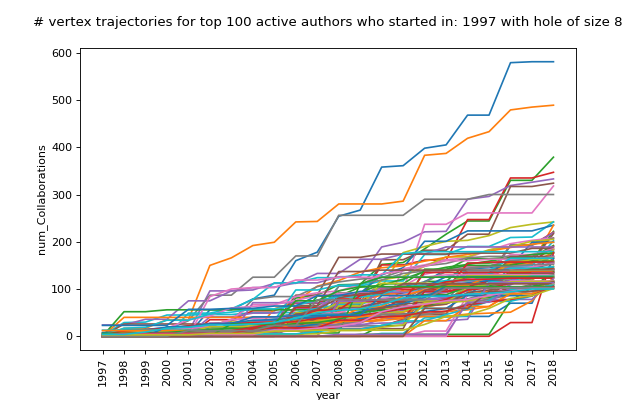 # vertex trajectories for top 100 active authors who started in: 1997 with hole of size 8
600
500
400
300
200
100
0
num_Collaborations
1997 1998 1999 2000 2001 2002 2003 2004 2005 2006 2007 2008 2009 2010 2011 2012 2013 2014 2015 2016 2017 2018
year